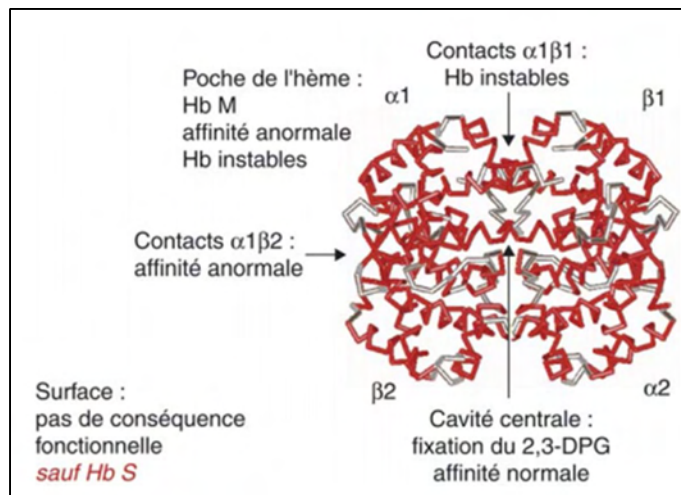 Contacts α1β1 :
Hb instables
Poche de l'hème :
Hb M
affinité anormale
Hb instables
α1
β1
Contacts α1β2 :
affinité anormale
β2
α2
Surface :
pas de conséquence
fonctionnelle
sauf Hb S
Cavité centrale :
fixation du 2,3-DPG
affinité normale